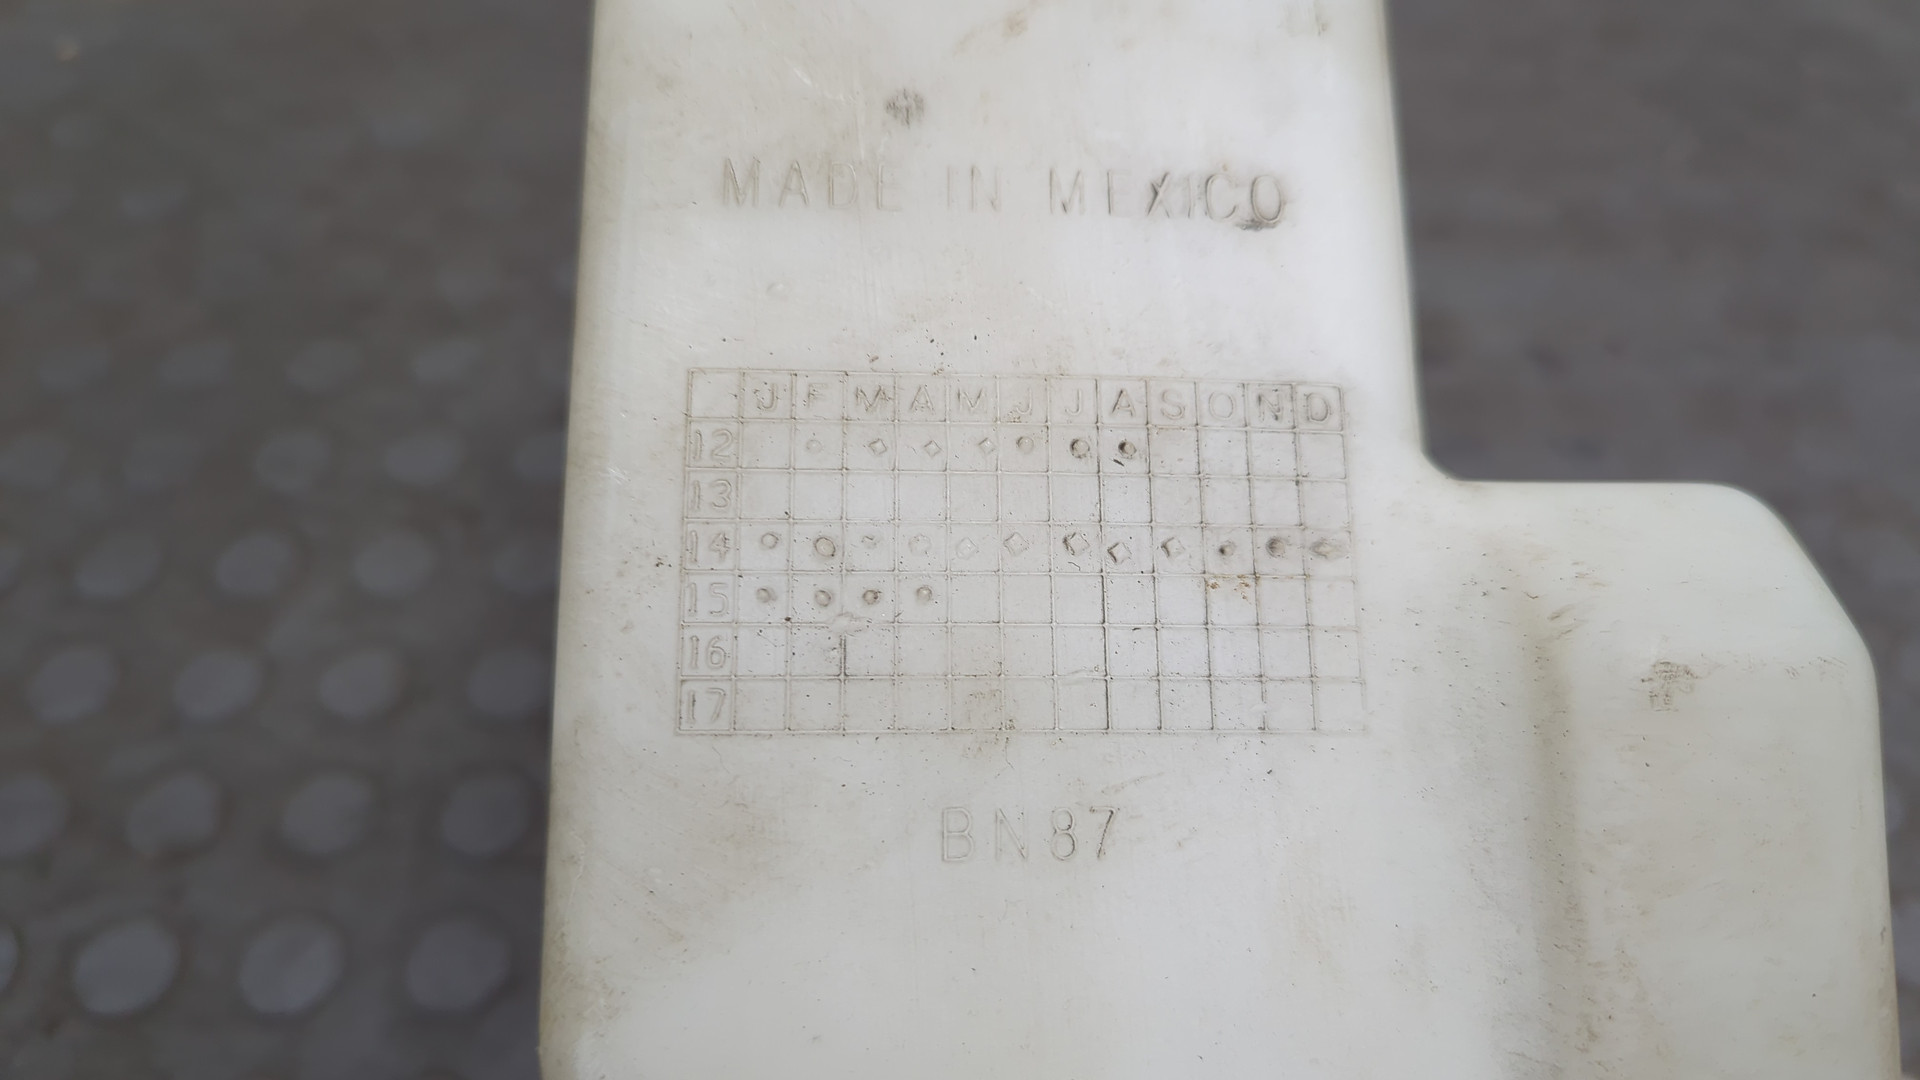 MADE IN MEXICO
J F M A M J J A S O N D
12
13
14
15
16
17
BN87